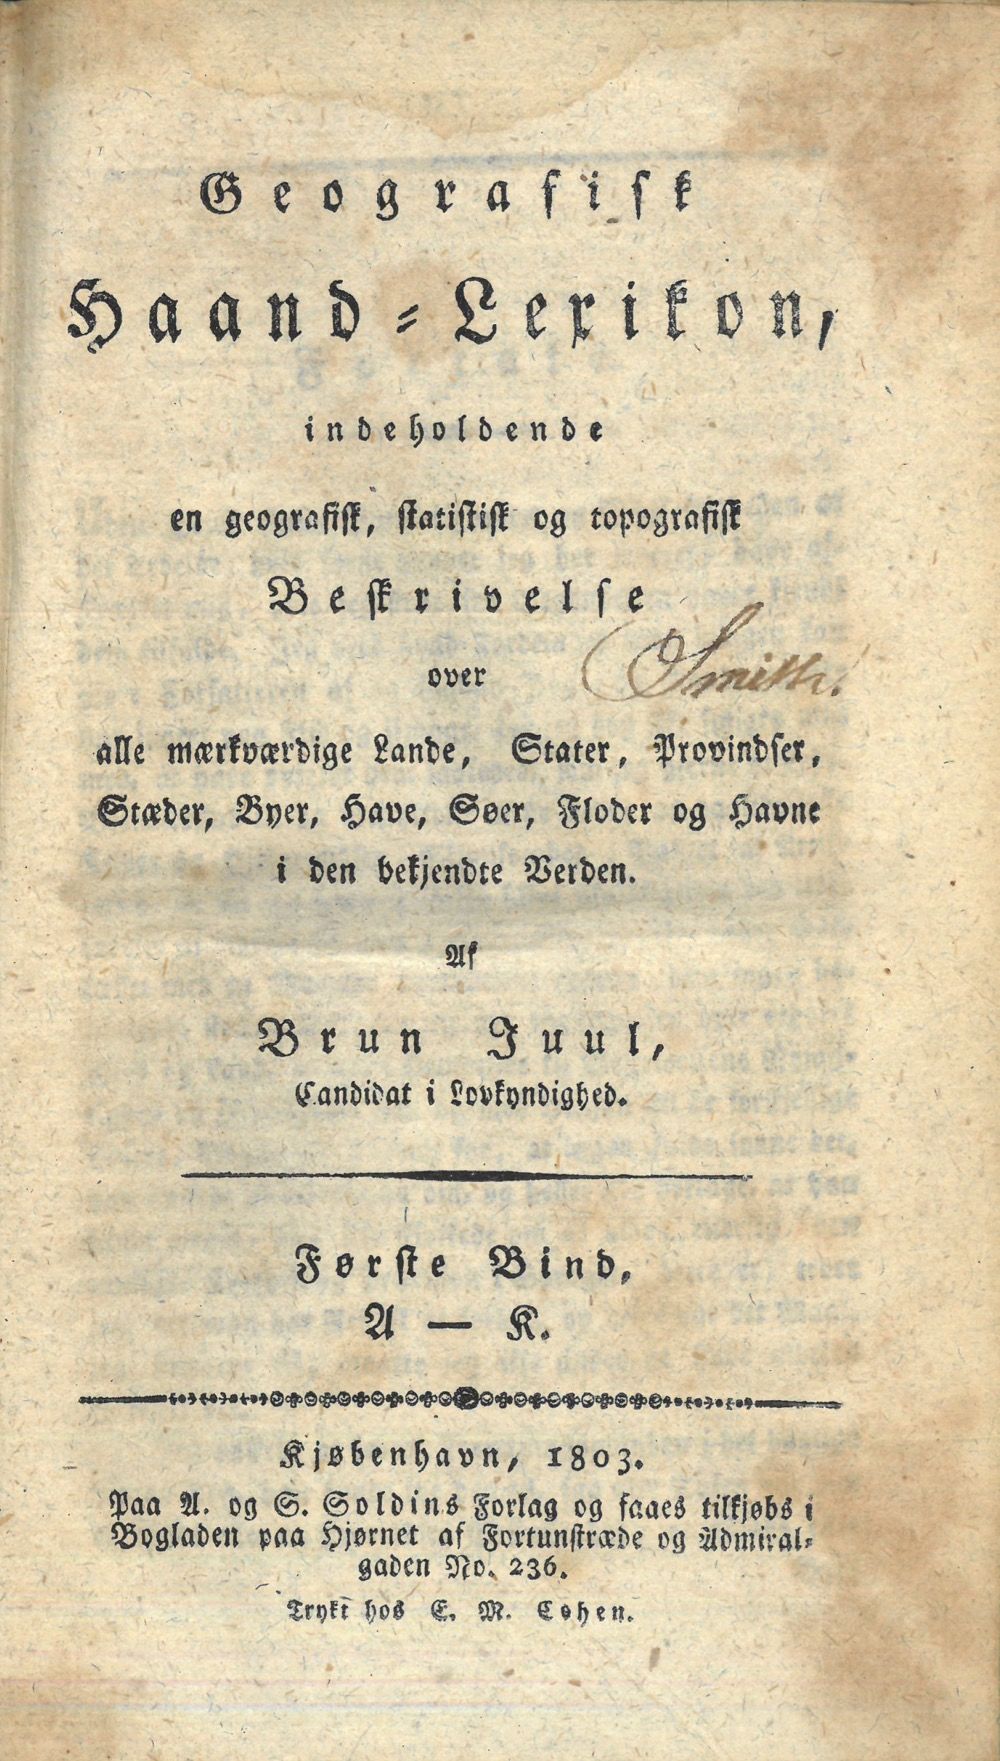 Geografisk
Haand-Lexikon,
indeholdende
en geografisk, statistisk og topografisk
Beskrivelse
over
Smith.
alle mærkværdige Lande, Stater, Provindser,
Stæder, Byer, Have, Søer, Floder og Havne
i den bekjendte Verden.
Af
Brun Juul,
Candidat i Lovkyndighed.
Første Bind,
A — K.
Kjøbenhavn, 1803.
Paa A. og S. Soldins Forlag og faaes tilkjøbs i
Bogladen paa Hjørnet af Fortunstræde og Admiral-
gaden No. 236.
Trykt hos E. M. Cohen.